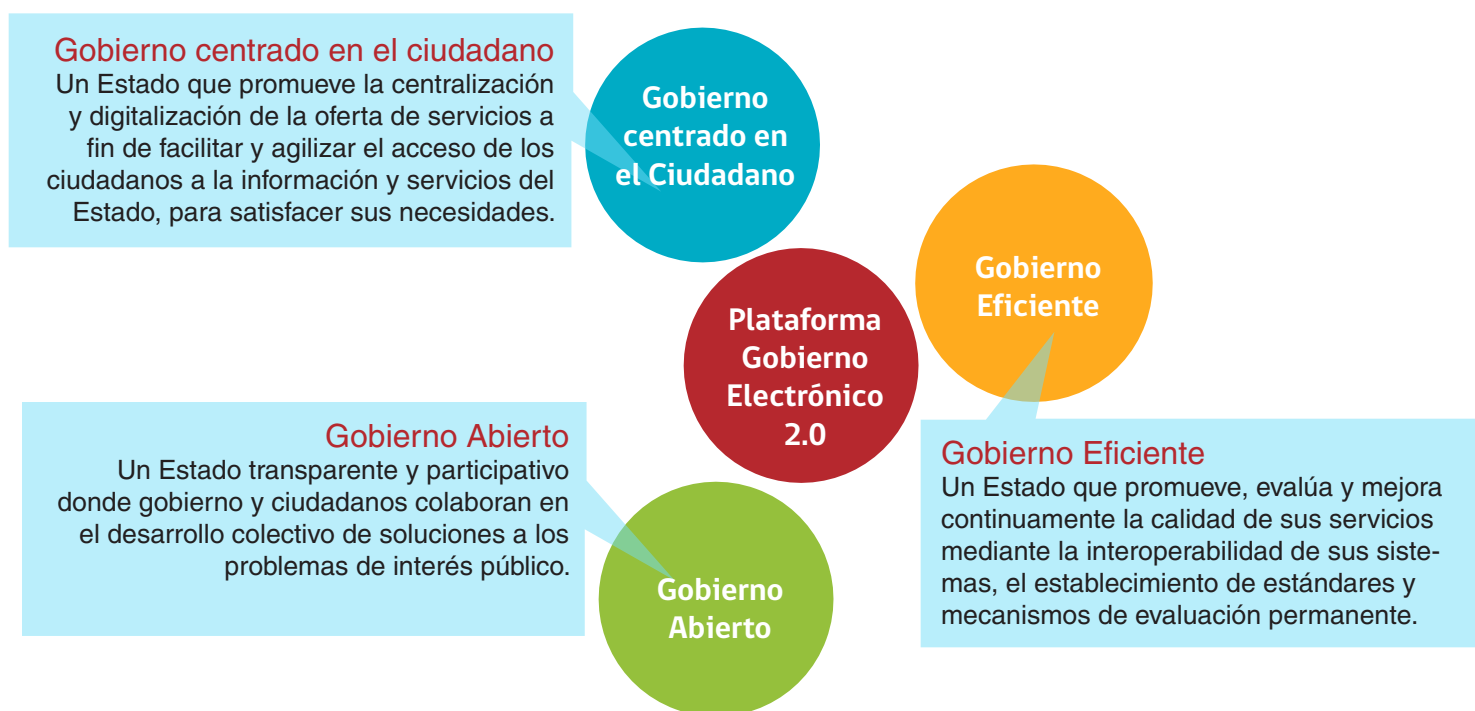 Gobierno centrado en el ciudadano
Un Estado que promueve la centralización
y digitalización de la oferta de servicios a
fin de facilitar y agilizar el acceso de los
ciudadanos a la información y servicios del
Estado, para satisfacer sus necesidades.
Gobierno
centrado en
el Ciudadano
Gobierno
Eficiente
Plataforma
Gobierno
Electrónico
2.0
Gobierno Abierto
Un Estado transparente y participativo
donde gobierno y ciudadanos colaboran en
el desarrollo colectivo de soluciones a los
problemas de interés público.
Gobierno Eficiente
Un Estado que promueve, evalúa y mejora
continuamente la calidad de sus servicios
mediante la interoperabilidad de sus siste-
mas, el establecimiento de estándares y
mecanismos de evaluación permanente.
Gobierno
Abierto